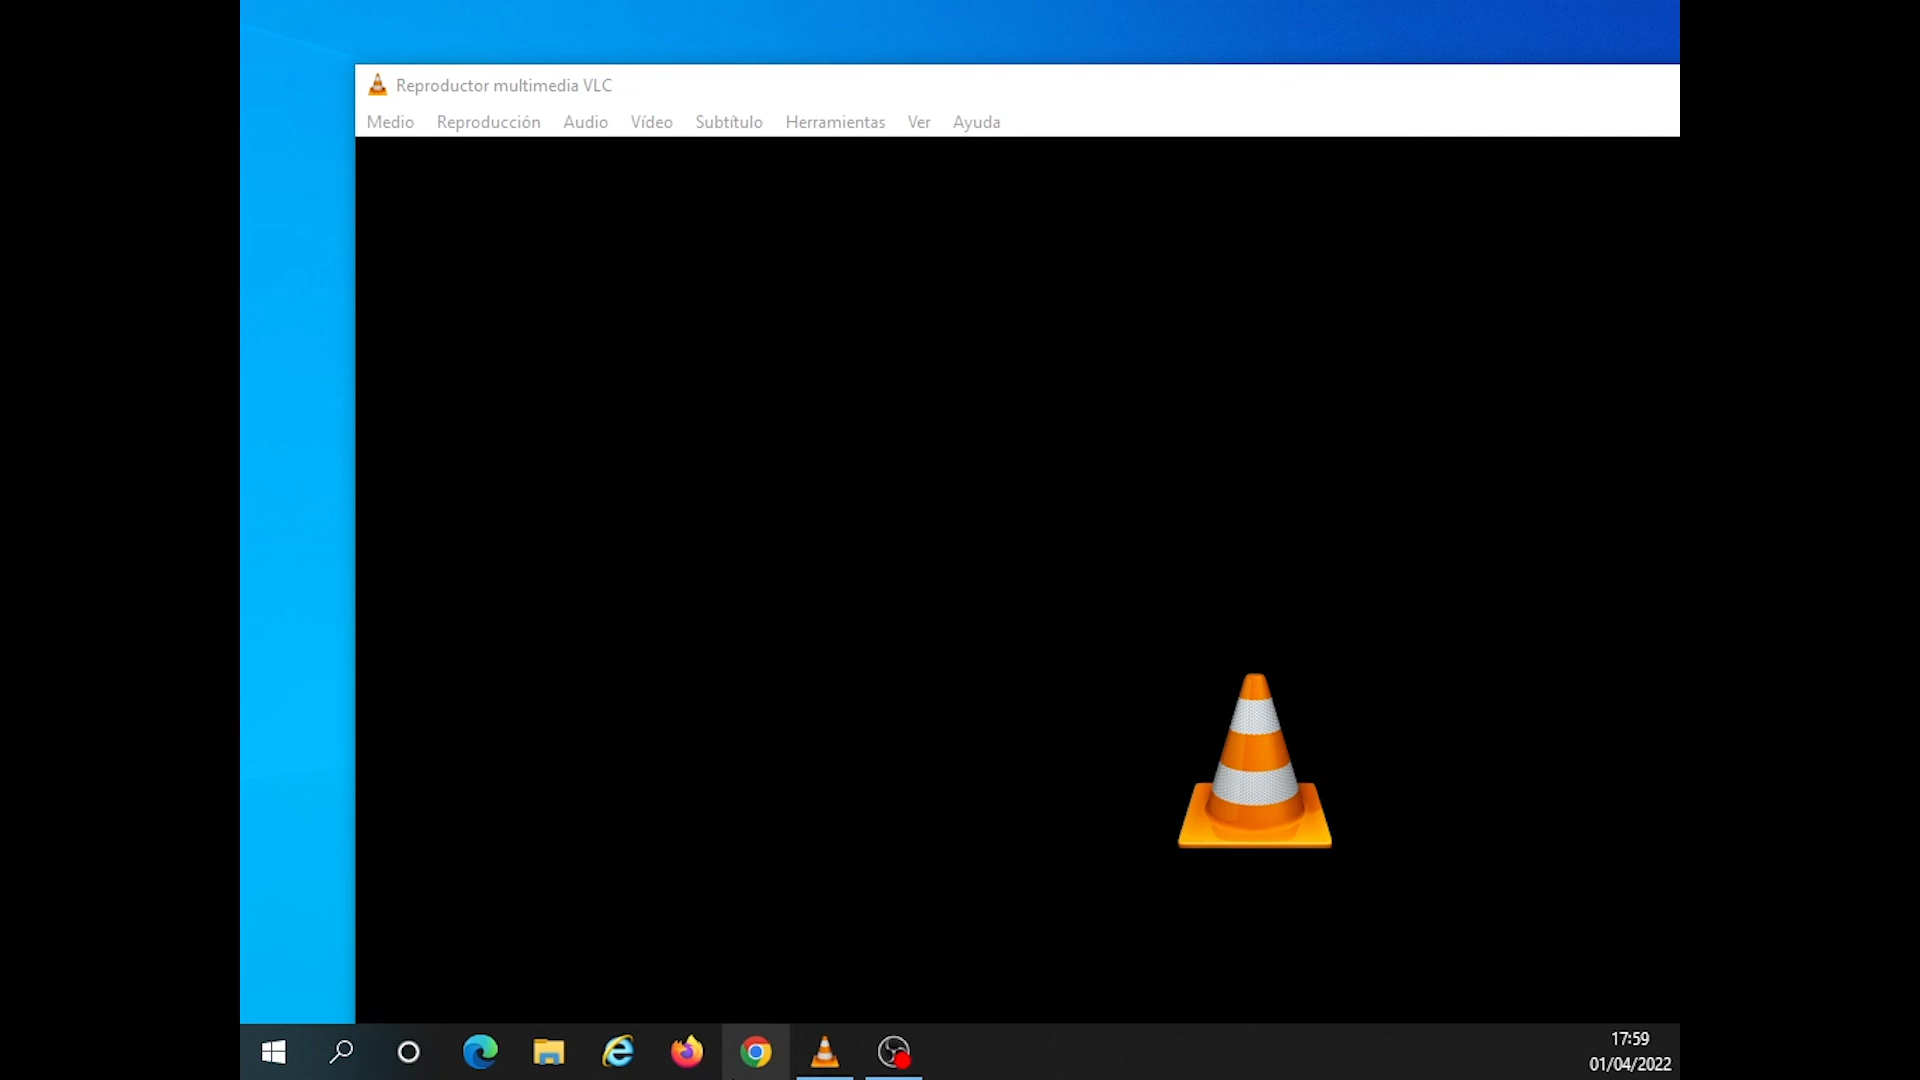 Reproductor multimedia VLC
Medio Reproducción Audio Vídeo Subtítulo Herramientas Ver Ayuda
17:59
01/04/2022